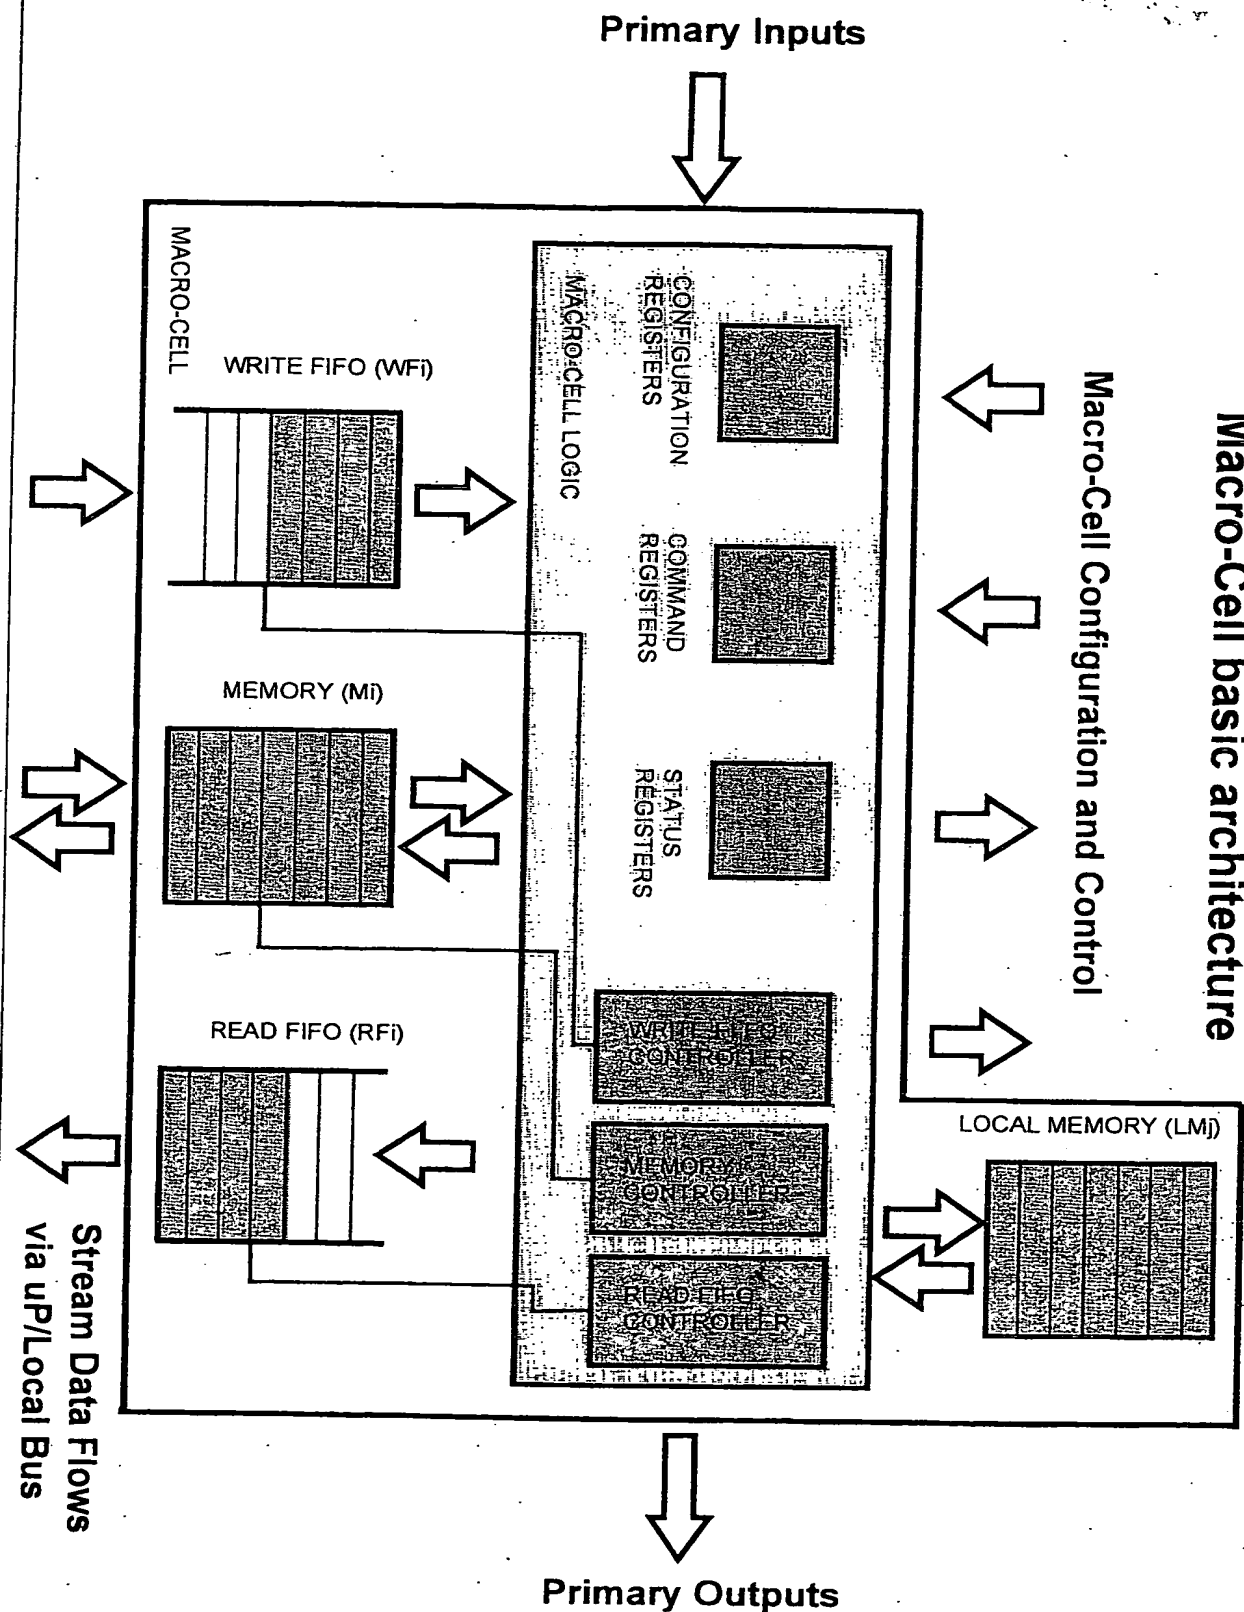 Macro-Cell basic architecture
Macro-Cell Configuration and Control
Primary Inputs
CONFIGURATION
REGISTERS
COMMAND
REGISTERS
STATUS
REGISTERS
MACRO-CELL LOGIC
WRITE FIFO
CONTROLLER
MEMORY
CONTROLLER
READ FIFO
CONTROLLER
LOCAL MEMORY (LMj)
MACRO-CELL
WRITE FIFO (WFi)
MEMORY (Mi)
READ FIFO (RFi)
Stream Data Flows
via uP/Local Bus
Primary Outputs